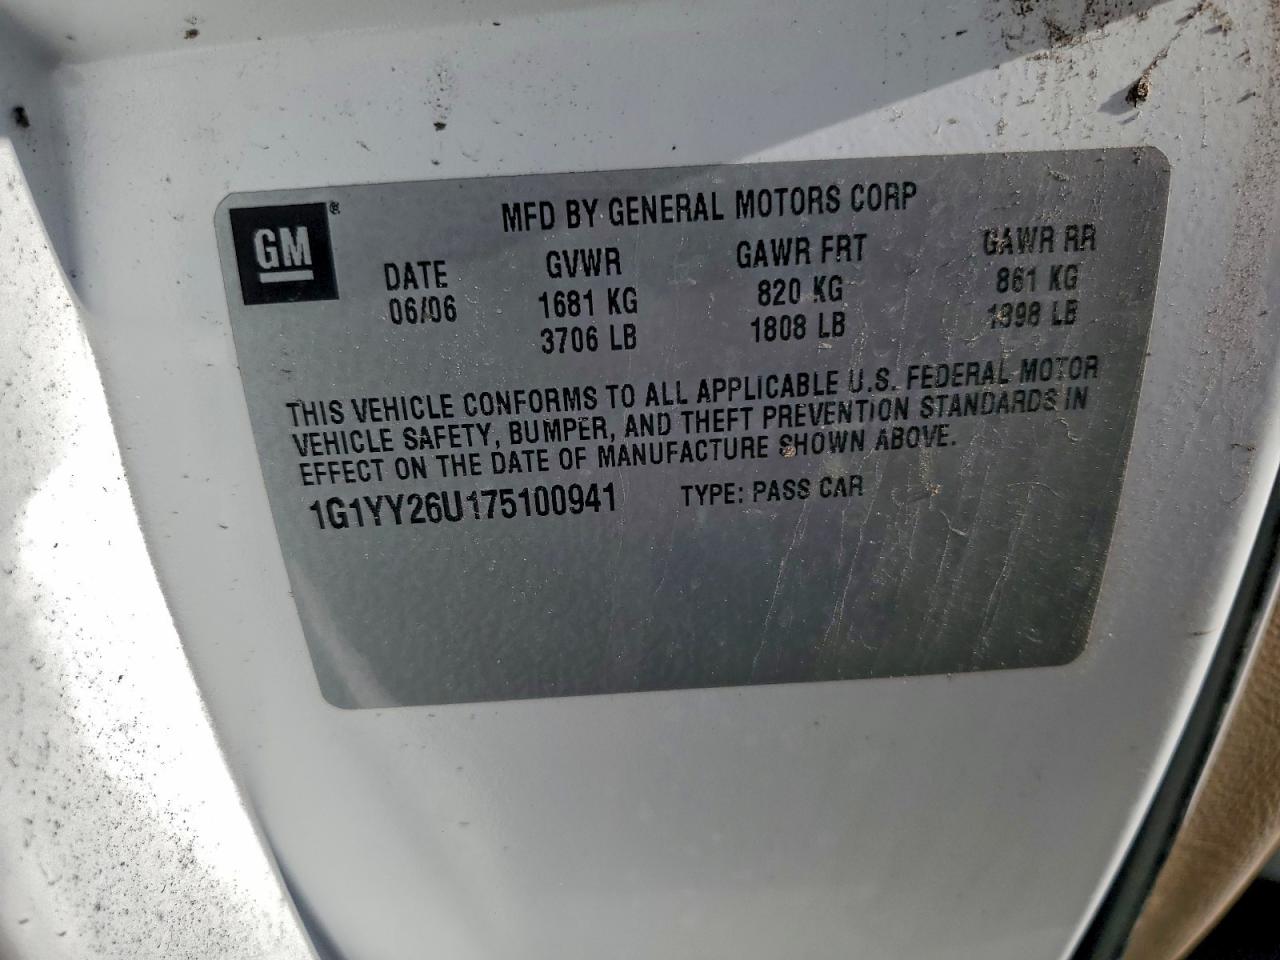 GM®
MFD BY GENERAL MOTORS CORP
DATE GVWR GAWR FRT GAWR RR
06/06 1681 KG 820 KG 861 KG
3706 LB 1808 LB 1898 LB
THIS VEHICLE CONFORMS TO ALL APPLICABLE U.S. FEDERAL MOTOR
VEHICLE SAFETY, BUMPER, AND THEFT PREVENTION STANDARDS IN
EFFECT ON THE DATE OF MANUFACTURE SHOWN ABOVE.
1G1YY26U175100941 TYPE: PASS CAR